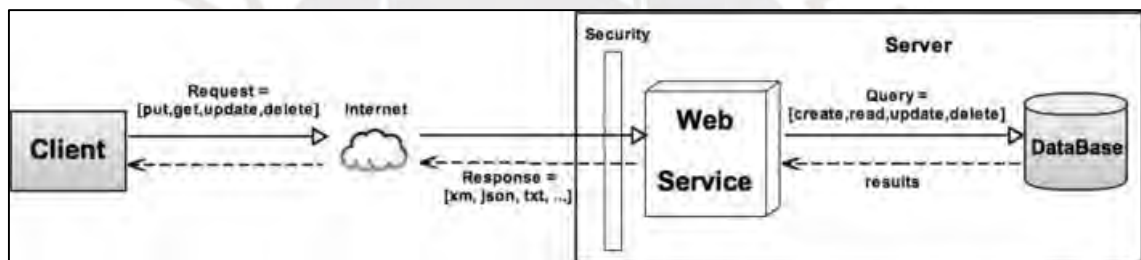 Security
Server
Request =
[put,get,update,delete]
Internet
Query =
[create,read,update,delete]
Client
Web
Service
DataBase
Response =
[xm, json, txt, ...]
results